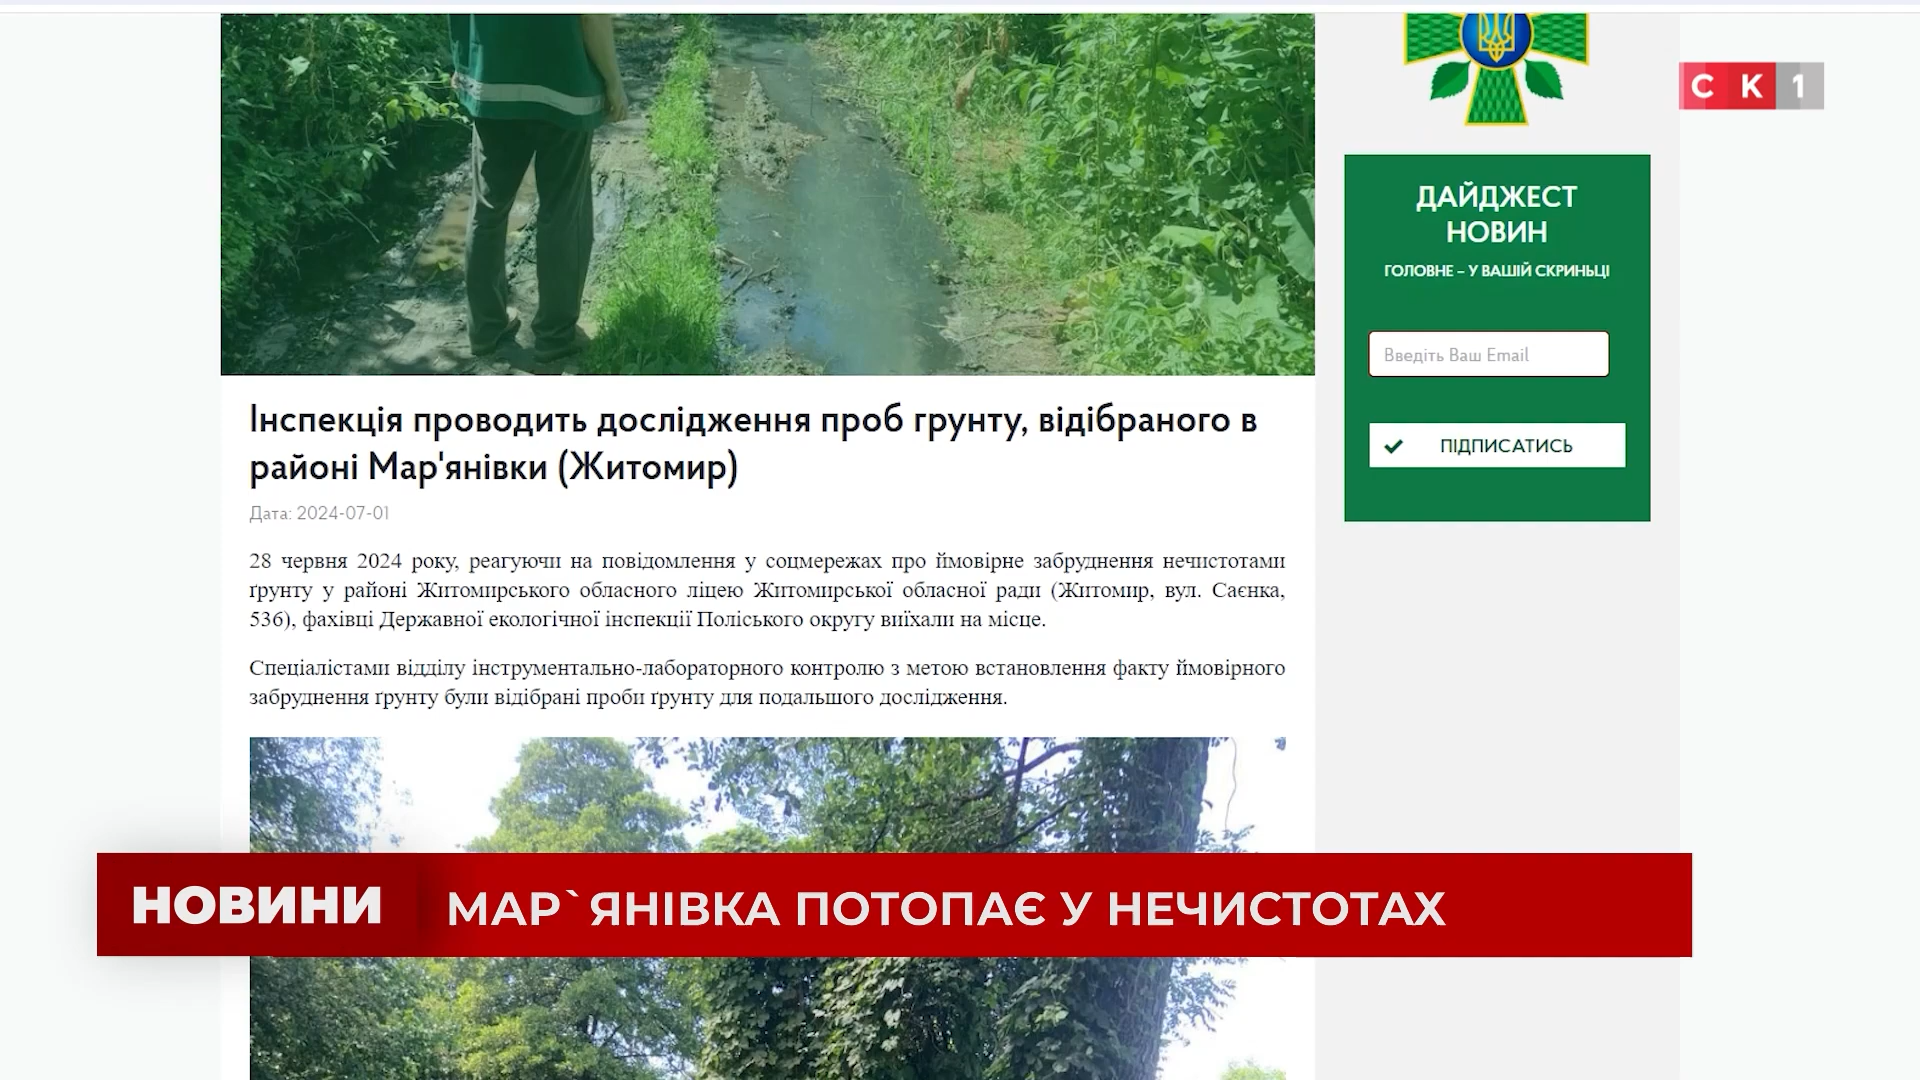 СК1
ДАЙДЖЕСТ
НОВИН
ГОЛОВНЕ – У ВАШІЙ СКРИНЬЦІ
Введіть Ваш Email
ПІДПИСАТИСЬ
Інспекція проводить дослідження проб грунту, відібраного в
районі Мар'янівки (Житомир)
Дата: 2024-07-01
28 червня 2024 року, реагуючи на повідомлення у соцмережах про ймовірне забруднення нечистотами
ґрунту у районі Житомирського обласного ліцею Житомирської обласної ради (Житомир, вул. Саєнка,
53б), фахівці Державної екологічної інспекції Поліського округу виїхали на місце.
Спеціалістами відділу інструментально-лабораторного контролю з метою встановлення факту ймовірного
забруднення ґрунту були відібрані проби ґрунту для подальшого дослідження.
НОВИНИ
МАР`ЯНІВКА ПОТОПАЄ У НЕЧИСТОТАХ